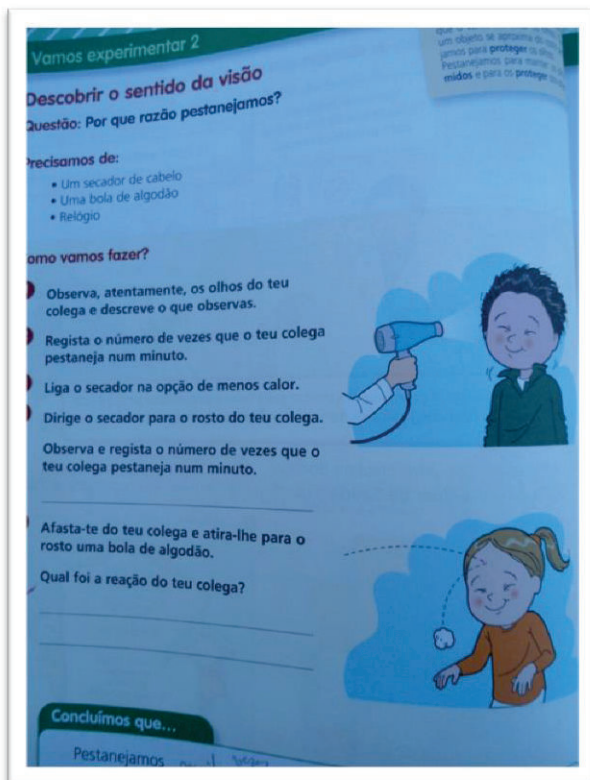 Vamos experimentar 2
um objeto se aproxima
jamos para proteger os
Pestanejamos para manter
midos e para os proteger
Descobrir o sentido da visão
Questão: Por que razão pestanejamos?
Precisamos de:
• Um secador de cabelo
• Uma bola de algodão
• Relógio
omo vamos fazer?
Observa, atentamente, os olhos do teu
colega e descreve o que observas.
Regista o número de vezes que o teu colega
pestaneja num minuto.
Liga o secador na opção de menos calor.
Dirige o secador para o rosto do teu colega.
Observa e regista o número de vezes que o
teu colega pestaneja num minuto.
Afasta-te do teu colega e atira-lhe para o
rosto uma bola de algodão.
Qual foi a reação do teu colega?
Concluímos que...
Pestanejamos